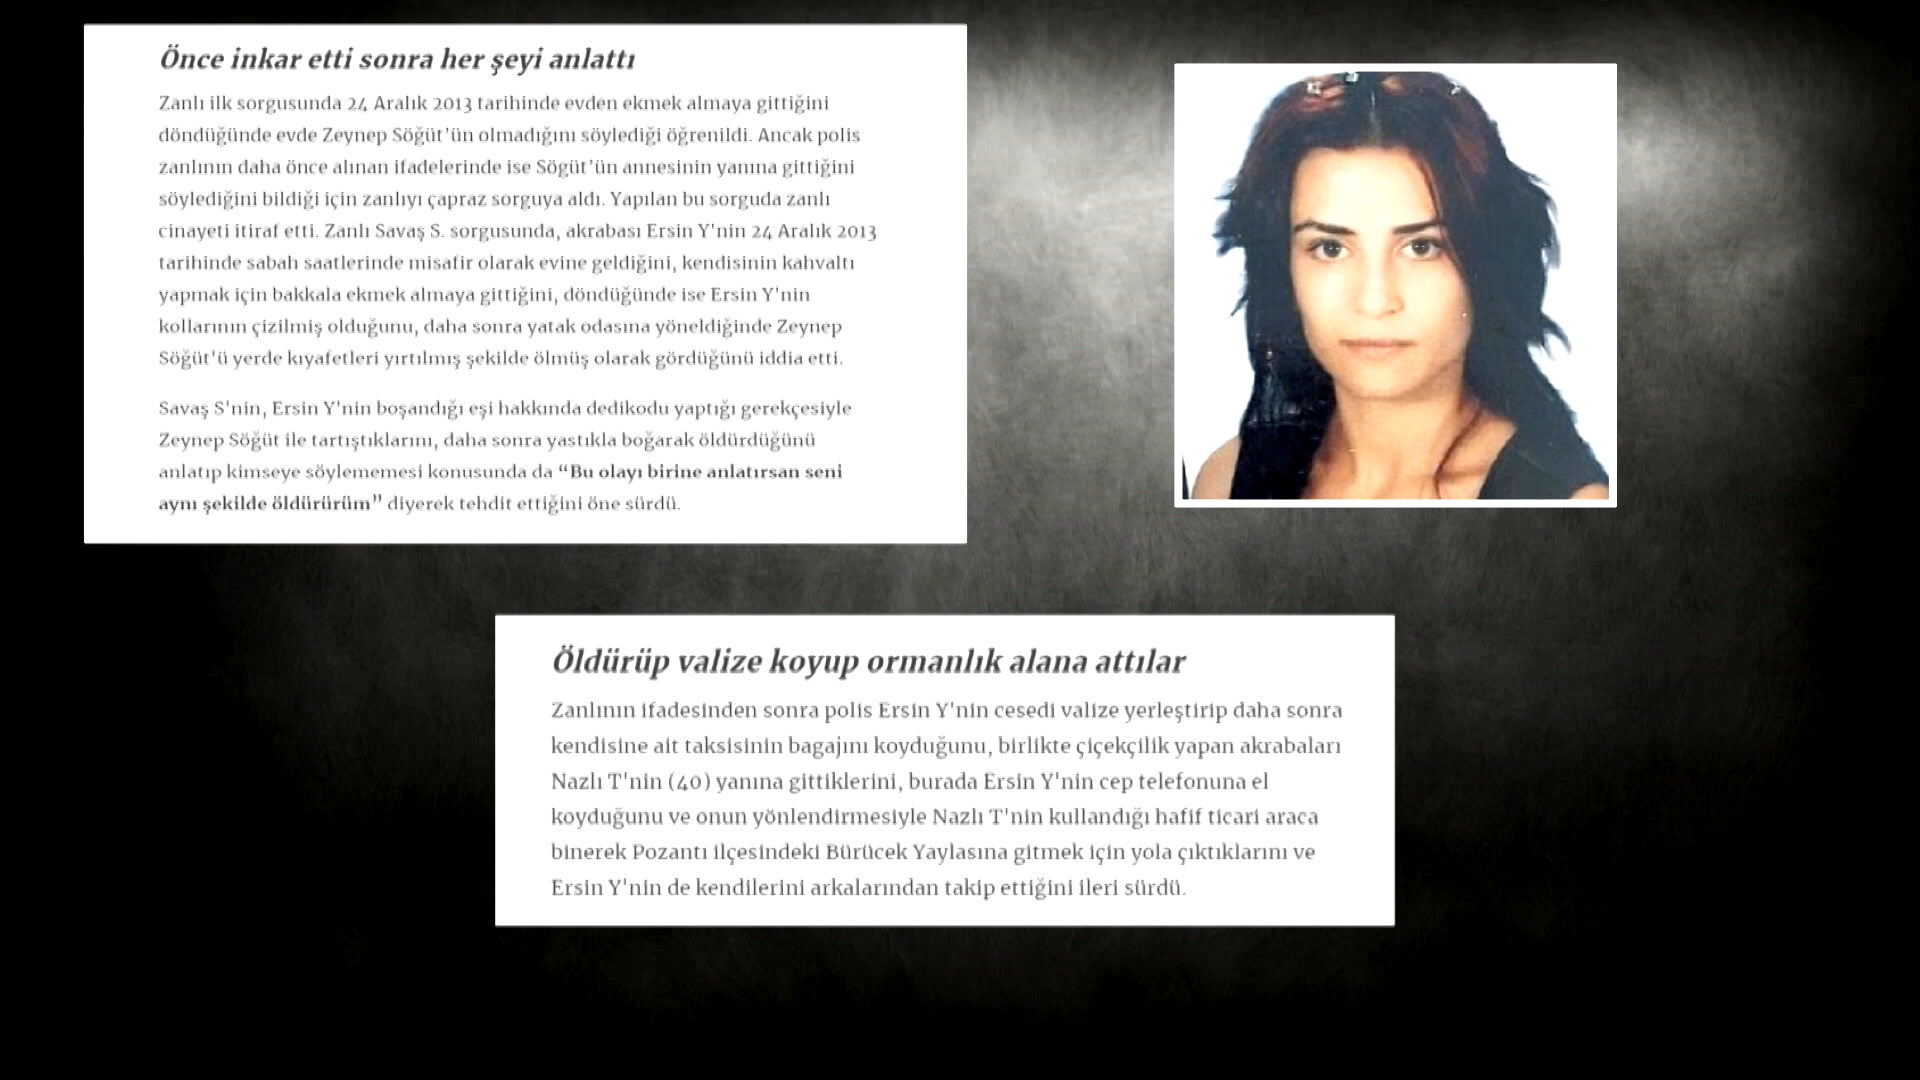 Önce inkar etti sonra her şeyi anlattı
Zanlı ilk sorgusunda 24 Aralık 2013 tarihinde evden ekmek almaya gittiğini
döndüğünde evde Zeynep Söğüt’ün olmadığını söylediği öğrenildi. Ancak polis
zanlının daha önce alınan ifadelerinde ise Sögüt’ün annesinin yanına gittiğini
söylediğini bildiği için zanlıyı çapraz sorguya aldı. Yapılan bu sorguda zanlı
cinayeti itiraf etti. Zanlı Savaş S. sorgusunda, akrabası Ersin Y'nin 24 Aralık 2013
tarihinde sabah saatlerinde misafir olarak evine geldiğini, kendisinin kahvaltı
yapmak için bakkala ekmek almaya gittiğini, döndüğünde ise Ersin Y'nin
kollarının çizilmiş olduğunu, daha sonra yatak odasına yöneldiğinde Zeynep
Söğüt'ü yerde kıyafetleri yırtılmış şekilde ölmüş olarak gördüğünü iddia etti.
Savaş S'nin, Ersin Y'nin boşandığı eşi hakkında dedikodu yaptığı gerekçesiyle
Zeynep Söğüt ile tartıştıklarını, daha sonra yastıkla boğarak öldürdüğünü
anlatıp kimseye söylememesi konusunda da “Bu olayı birine anlatırsan seni
aynı şekilde öldürürüm” diyerek tehdit ettiğini öne sürdü.
Öldürüp valize koyup ormanlık alana attılar
Zanlının ifadesinden sonra polis Ersin Y'nin cesedi valize yerleştirip daha sonra
kendisine ait taksisinin bagajını koyduğunu, birlikte çiçekçilik yapan akrabaları
Nazlı T'nin (40) yanına gittiklerini, burada Ersin Y'nin cep telefonuna el
koyduğunu ve onun yönlendirmesiyle Nazlı T'nin kullandığı hafif ticari araca
binerek Pozantı ilçesindeki Bürücek Yaylasına gitmek için yola çıktıklarını ve
Ersin Y'nin de kendilerini arkalarından takip ettiğini ileri sürdü.